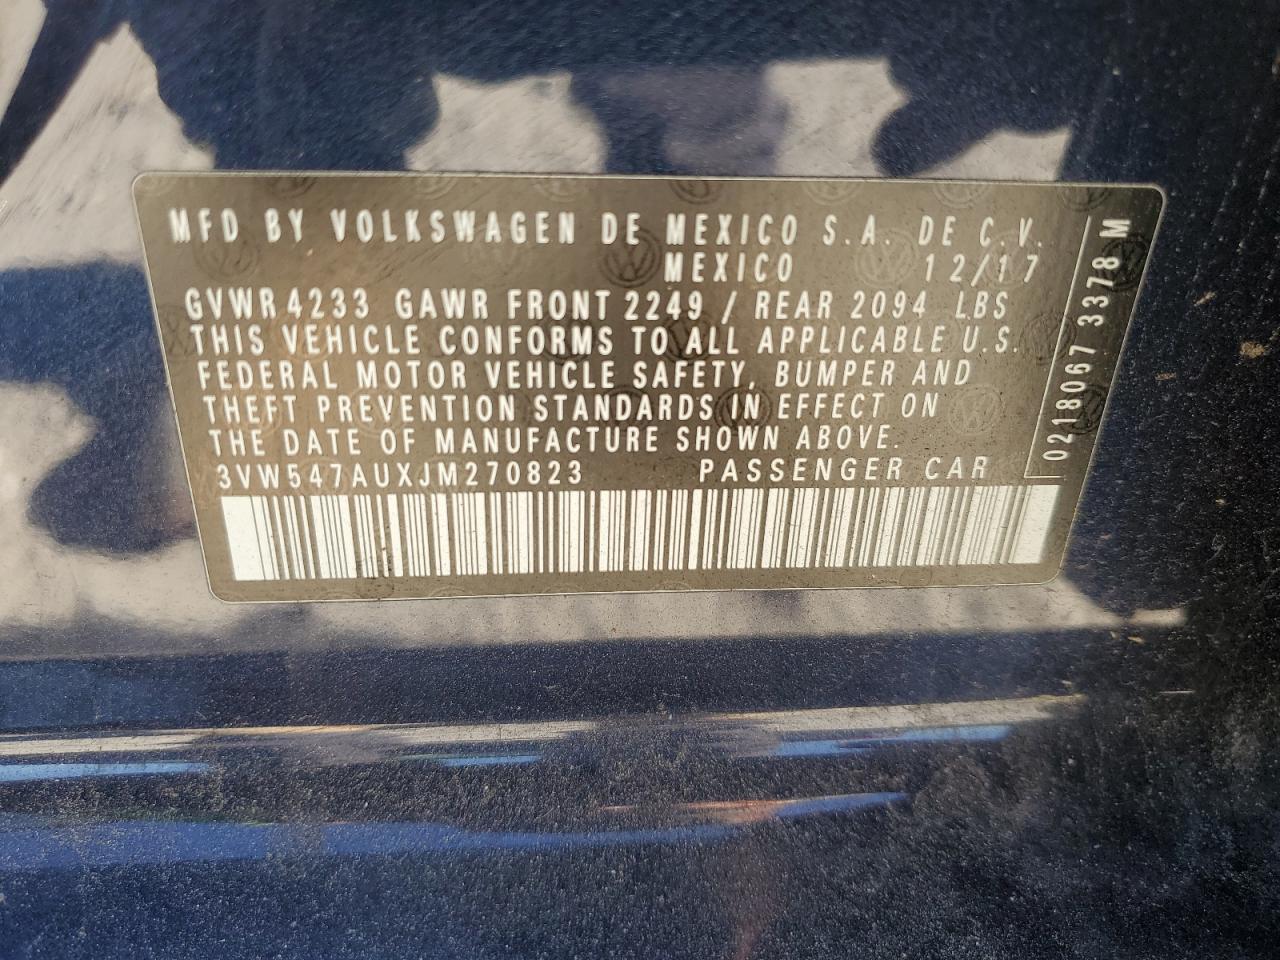 MFD BY VOLKSWAGEN DE MEXICO S.A. DE C.V.
MEXICO 12/17
GVWR 4233 GAWR FRONT 2249 / REAR 2094 LBS
THIS VEHICLE CONFORMS TO ALL APPLICABLE U.S.
FEDERAL MOTOR VEHICLE SAFETY, BUMPER AND
THEFT PREVENTION STANDARDS IN EFFECT ON
THE DATE OF MANUFACTURE SHOWN ABOVE.
3VW547AUXJM270823 PASSENGER CAR
0218067 3378 M